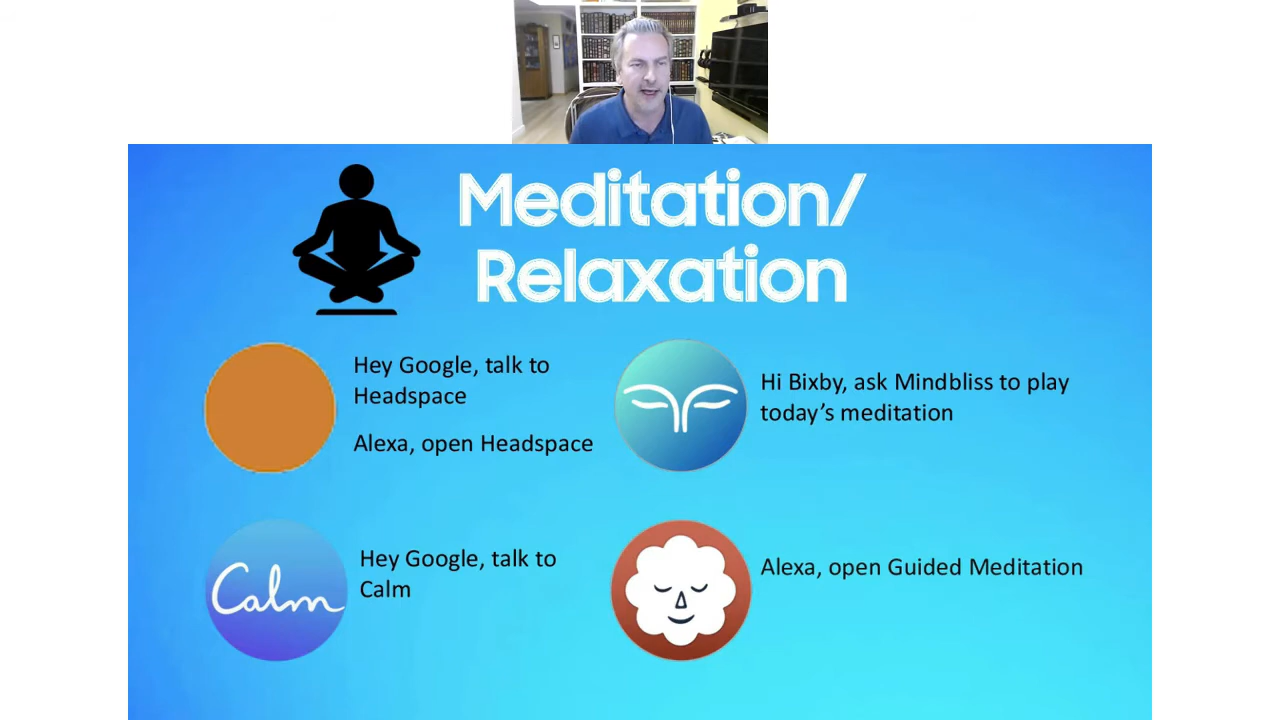 Meditation/
Relaxation
Hey Google, talk to
Headspace
Alexa, open Headspace
Hi Bixby, ask Mindbliss to play
today’s meditation
Calm
Hey Google, talk to
Calm
Alexa, open Guided Meditation